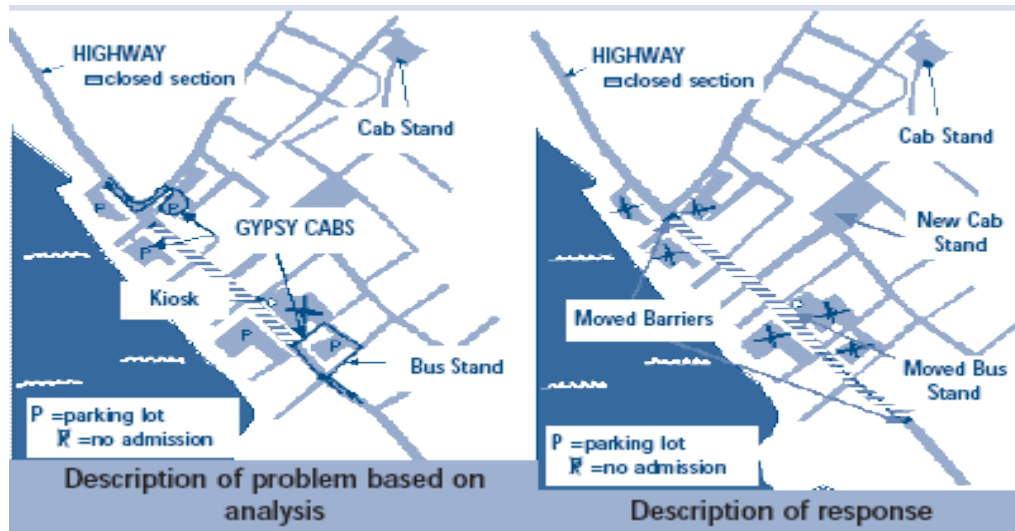 HIGHWAY
closed section
Cab Stand
P
P
P
GYPSY CABS
Kiosk
P
P
Bus Stand
P =parking lot
=no admission
Description of problem based on
analysis
HIGHWAY
closed section
Cab Stand
New Cab
Stand
Moved Barriers
Moved Bus
Stand
P =parking lot
=no admission
Description of response